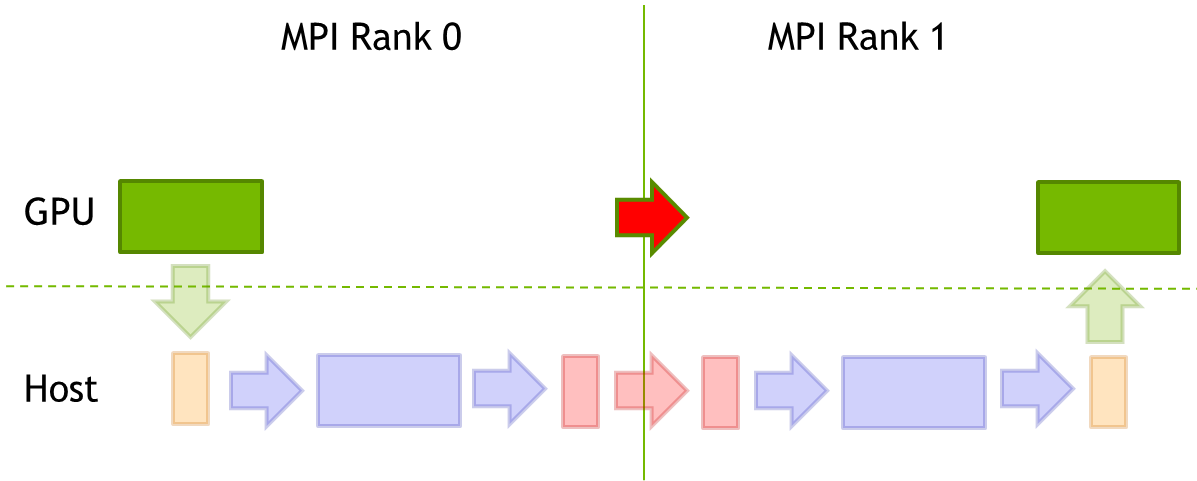 MPI Rank 0
MPI Rank 1
GPU
Host